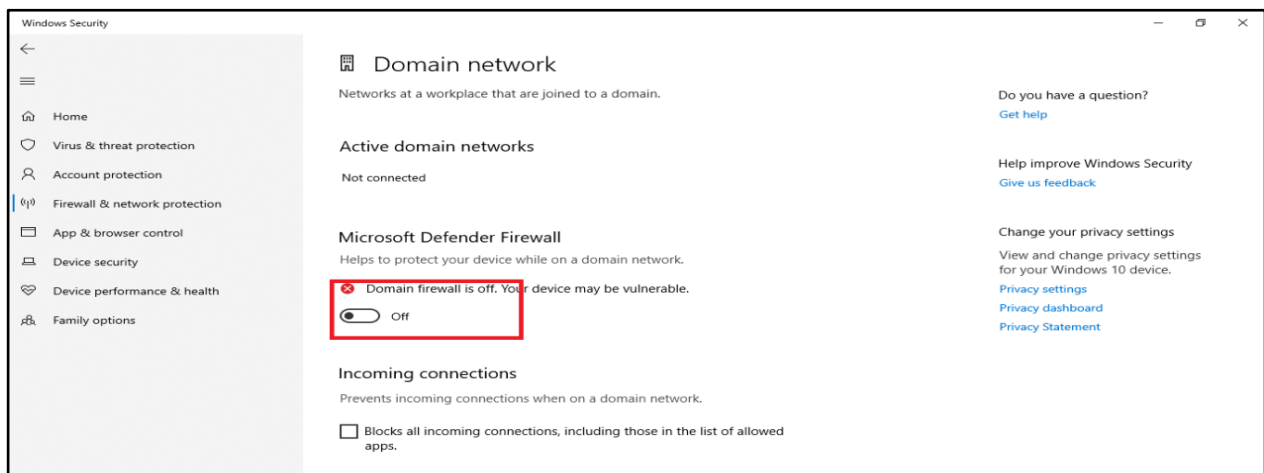 Windows Security
Home
Virus & threat protection
Account protection
Firewall & network protection
App & browser control
Device security
Device performance & health
Family options
Domain network
Networks at a workplace that are joined to a domain.
Active domain networks
Not connected
Microsoft Defender Firewall
Helps to protect your device while on a domain network.
Domain firewall is off. Your device may be vulnerable.
Off
Incoming connections
Prevents incoming connections when on a domain network.
Blocks all incoming connections, including those in the list of allowed
apps.
Do you have a question?
Get help
Help improve Windows Security
Give us feedback
Change your privacy settings
View and change privacy settings
for your Windows 10 device.
Privacy settings
Privacy dashboard
Privacy Statement